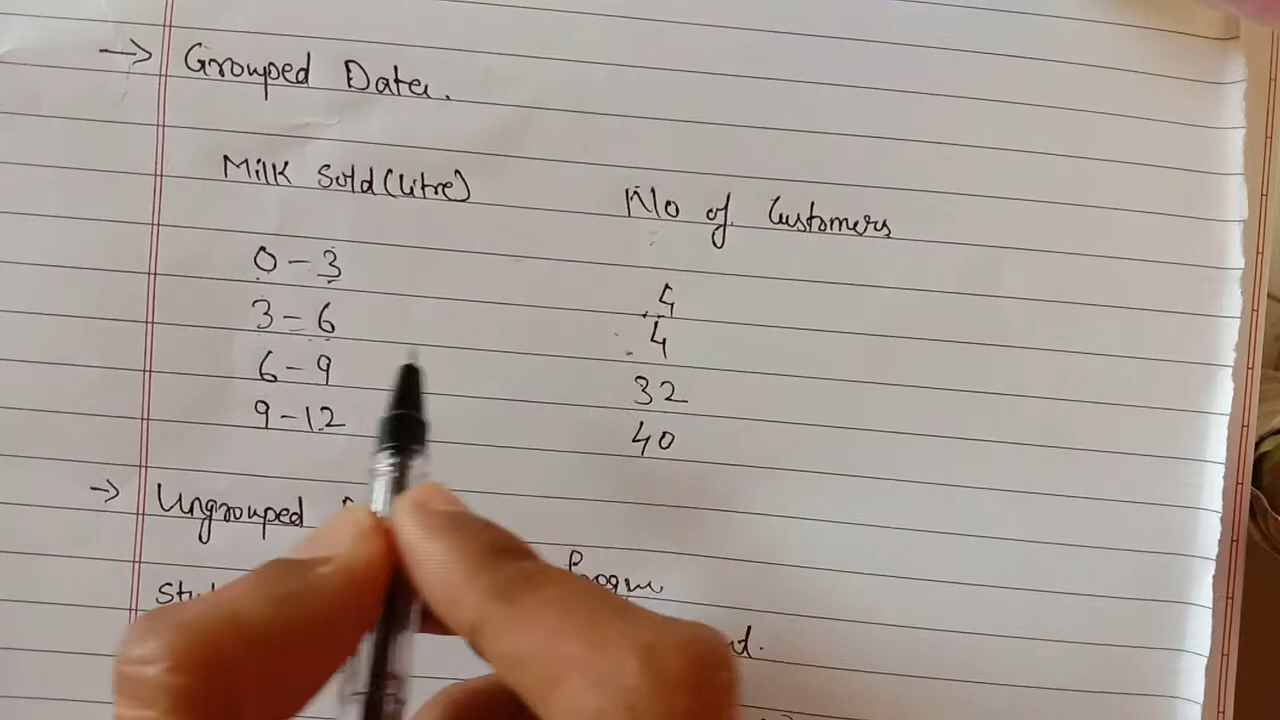 → Grouped Data.
Milk Sold (litre) No of Customers
0 - 3 4
3 - 6 4
6 - 9 32
9 - 12 40
→ Ungrouped